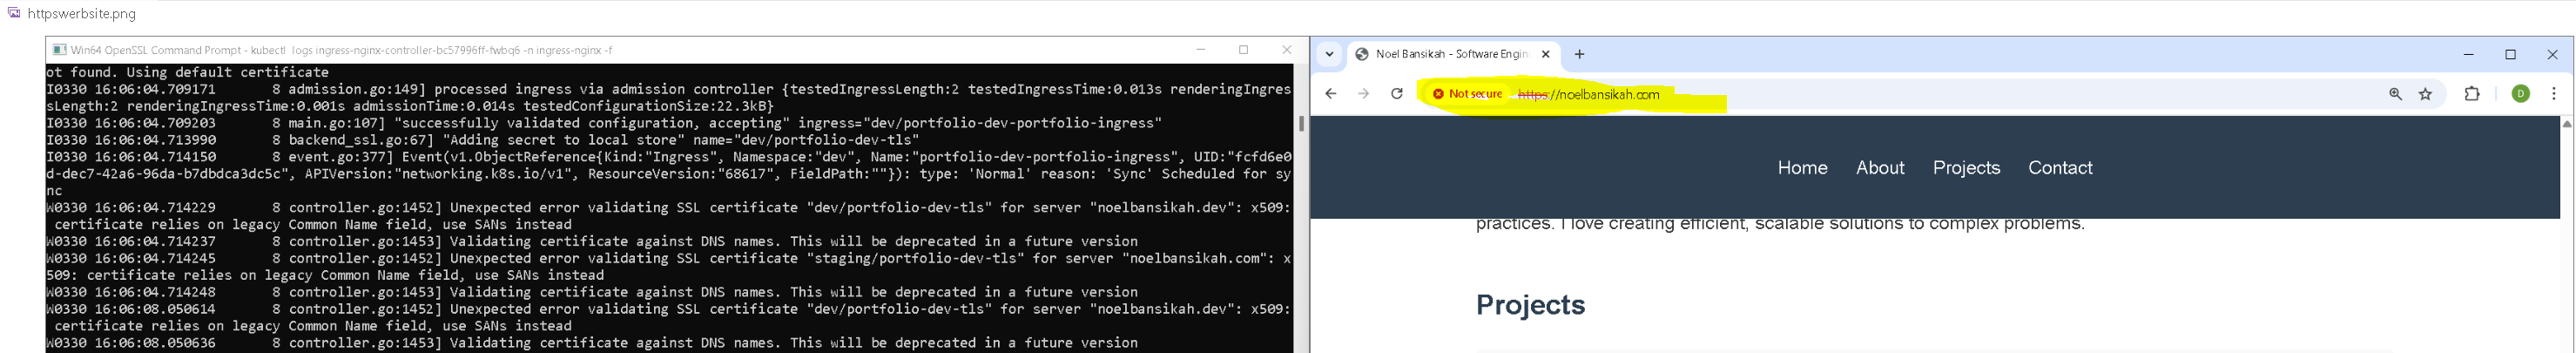 httpswerbsite.png
Win64 OpenSSL Command Prompt - kubectl logs ingress-nginx-controller-bc57996ff-fwbq6 -n ingress-nginx -f
ot found. Using default certificate
I0330 16:06:04.709171       8 admission.go:149] processed ingress via admission controller {testedIngressLength:2 testedIngressTime:0.013s renderingIngres
sLength:2 renderingIngressTime:0.001s admissionTime:0.014s testedConfigurationSize:22.3kB}
I0330 16:06:04.709203       8 main.go:107] "successfully validated configuration, accepting" ingress="dev/portfolio-dev-portfolio-ingress"
I0330 16:06:04.713990       8 backend_ssl.go:67] "Adding secret to local store" name="dev/portfolio-dev-tls"
I0330 16:06:04.714150       8 event.go:377] Event(v1.ObjectReference{Kind:"Ingress", Namespace:"dev", Name:"portfolio-dev-portfolio-ingress", UID:"fcfd6e0
d-dec7-42a6-96da-b7dbdca3dc5c", APIVersion:"networking.k8s.io/v1", ResourceVersion:"68617", FieldPath:""}): type: 'Normal' reason: 'Sync' Scheduled for sy
nc
W0330 16:06:04.714229       8 controller.go:1452] Unexpected error validating SSL certificate "dev/portfolio-dev-tls" for server "noelbansikah.dev": x509:
certificate relies on legacy Common Name field, use SANs instead
W0330 16:06:04.714237       8 controller.go:1453] Validating certificate against DNS names. This will be deprecated in a future version
W0330 16:06:04.714245       8 controller.go:1452] Unexpected error validating SSL certificate "staging/portfolio-dev-tls" for server "noelbansikah.com": x
509: certificate relies on legacy Common Name field, use SANs instead
W0330 16:06:04.714248       8 controller.go:1453] Validating certificate against DNS names. This will be deprecated in a future version
W0330 16:06:08.050614       8 controller.go:1452] Unexpected error validating SSL certificate "dev/portfolio-dev-tls" for server "noelbansikah.dev": x509:
certificate relies on legacy Common Name field, use SANs instead
W0330 16:06:08.050636       8 controller.go:1453] Validating certificate against DNS names. This will be deprecated in a future version
Noel Bansikah - Software Engin
Not secure https://noelbansikah.com
D
Home About Projects Contact
practices. I love creating efficient, scalable solutions to complex problems.
Projects